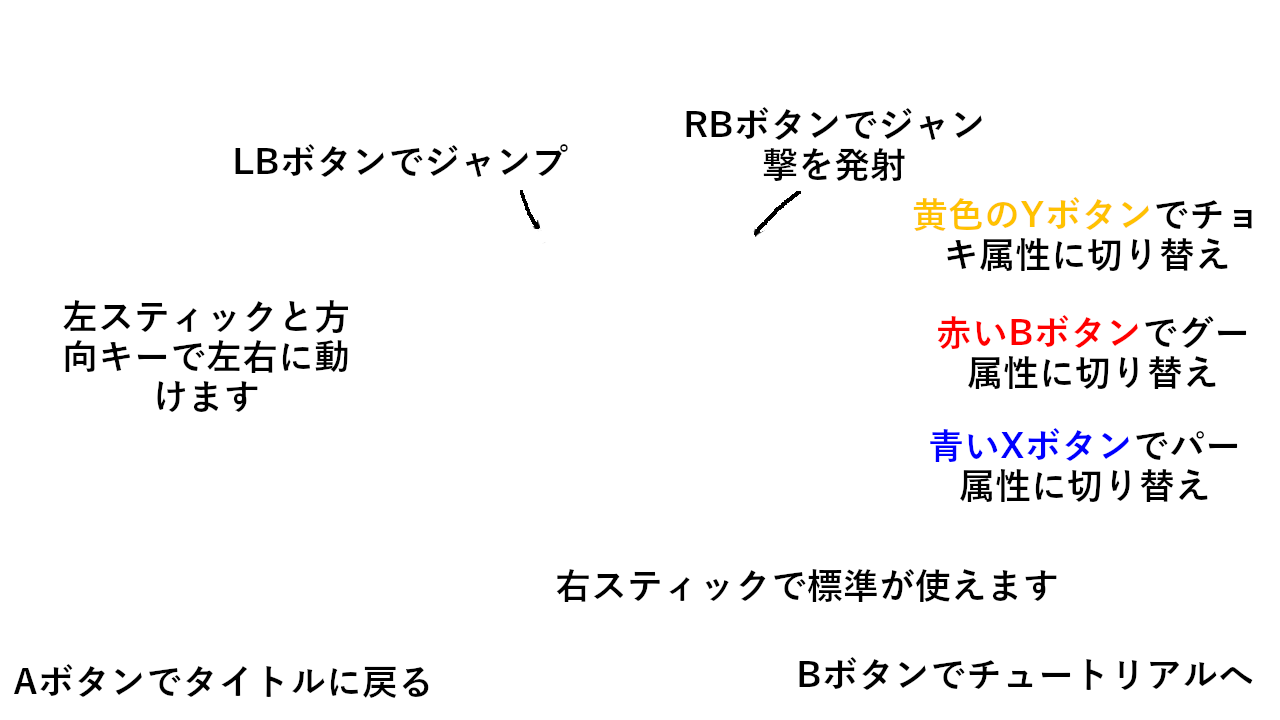 LBボタンでジャンプ
RBボタンでジャン
撃を発射
黄色のYボタンでチョ
キ属性に切り替え
左スティックと方
向キーで左右に動
けます
赤いBボタンでグー
属性に切り替え
青いXボタンでパー
属性に切り替え
右スティックで標準が使えます
Aボタンでタイトルに戻る
Bボタンでチュートリアルへ